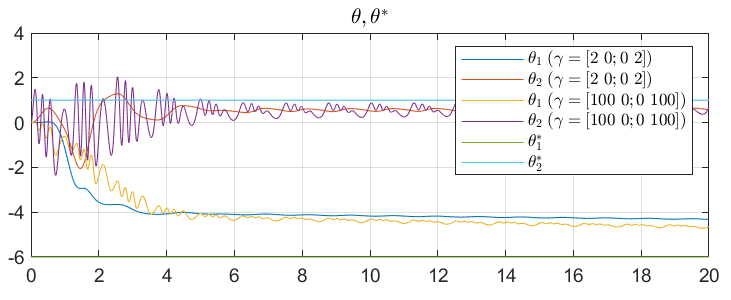 θ, θ*
4
2
0
-2
-4
-6
0
2
4
6
8
10
12
14
16
18
20
θ₁ (γ = [2 0; 0 2])
θ₂ (γ = [2 0; 0 2])
θ₁ (γ = [100 0; 0 100])
θ₂ (γ = [100 0; 0 100])
θ₁*
θ₂*